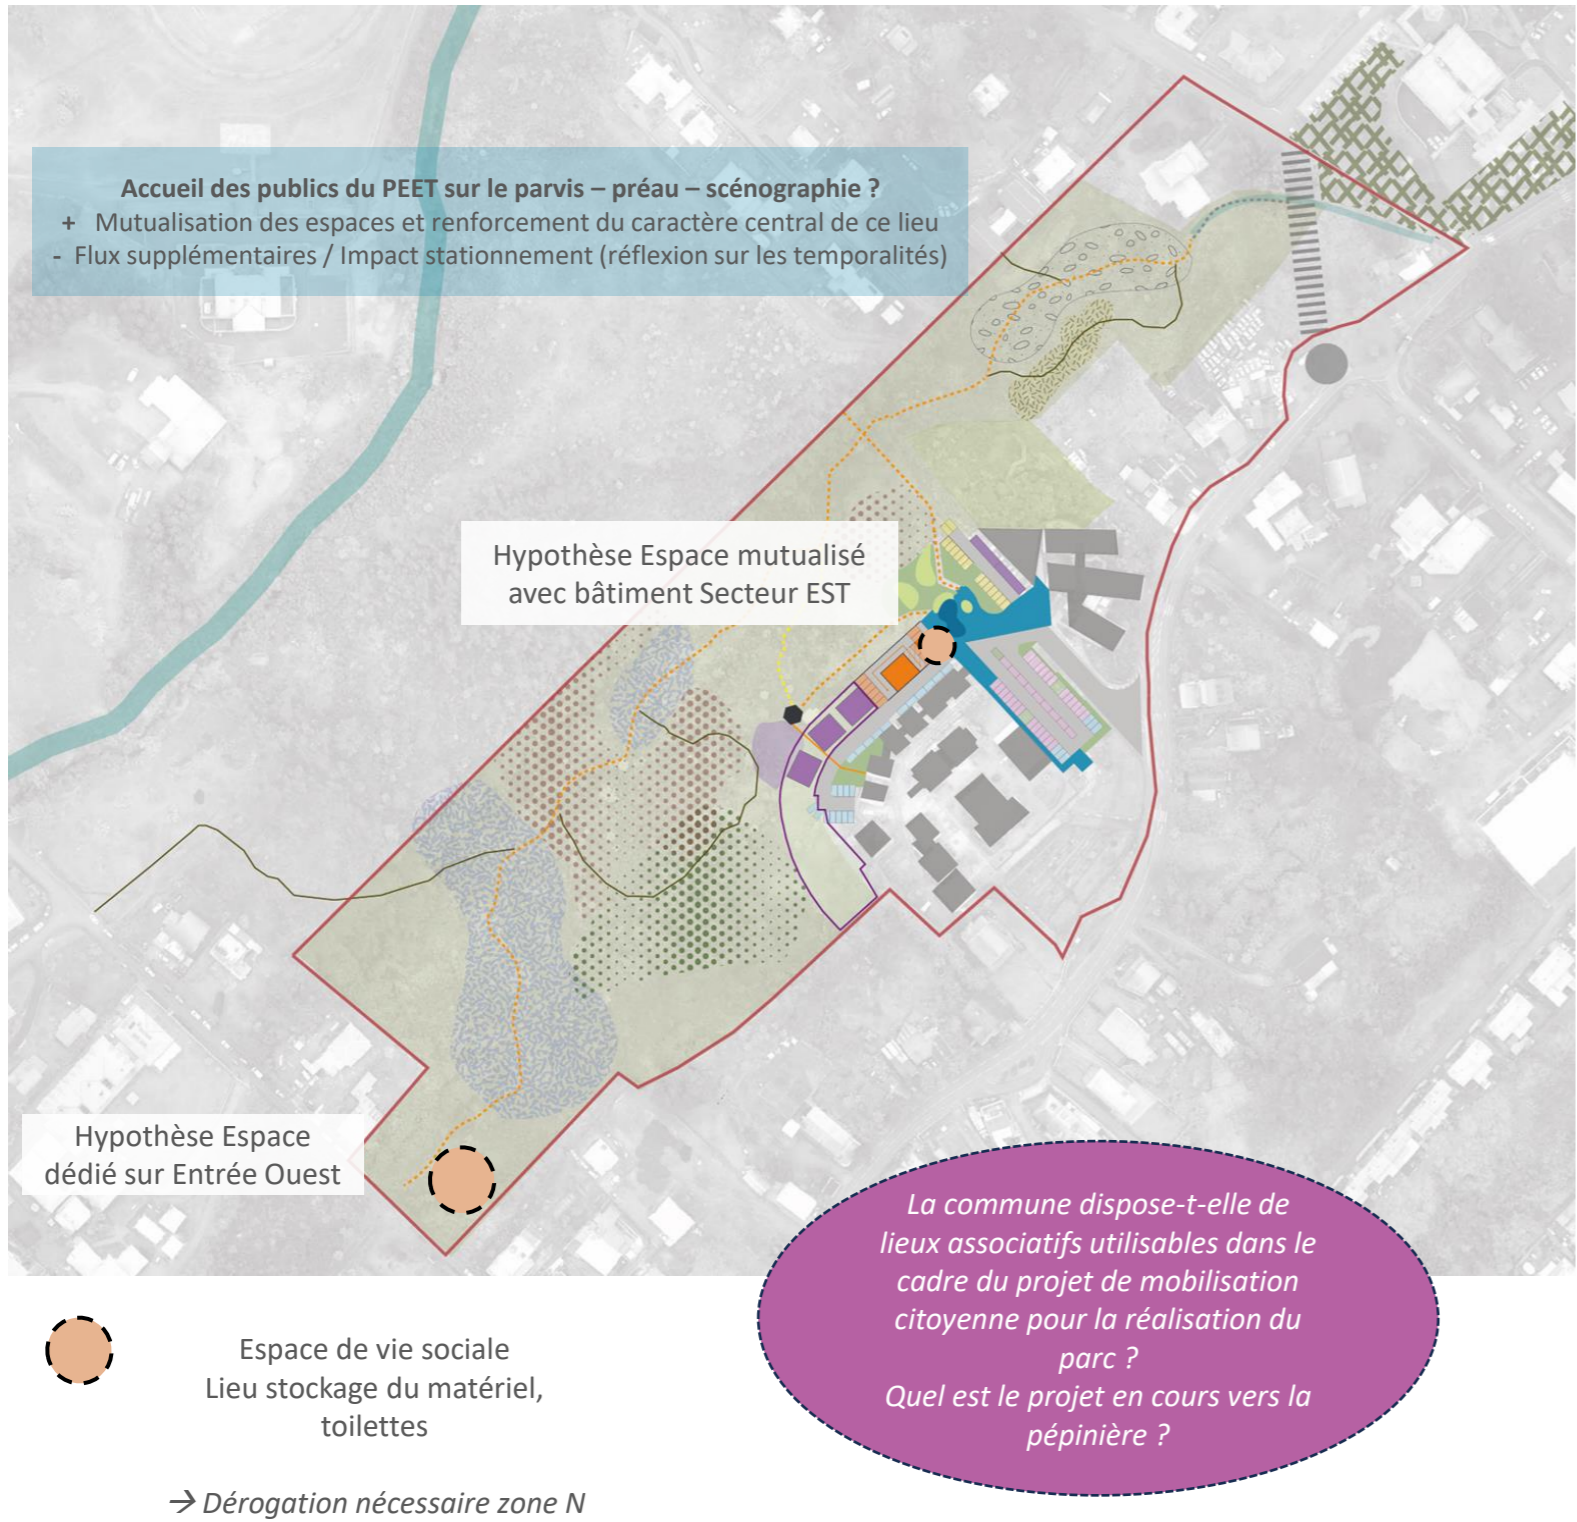 Accueil des publics du PEET sur le parvis – préau – scénographie ?
+ Mutualisation des espaces et renforcement du caractère central de ce lieu
- Flux supplémentaires / Impact stationnement (réflexion sur les temporalités)
Hypothèse Espace mutualisé
avec bâtiment Secteur EST
Hypothèse Espace
dédié sur Entrée Ouest
La commune dispose-t-elle de
lieux associatifs utilisables dans le
cadre du projet de mobilisation
citoyenne pour la réalisation du
parc ?
Quel est le projet en cours vers la
pépinière ?
Espace de vie sociale
Lieu stockage du matériel,
toilettes
→ Dérogation nécessaire zone N